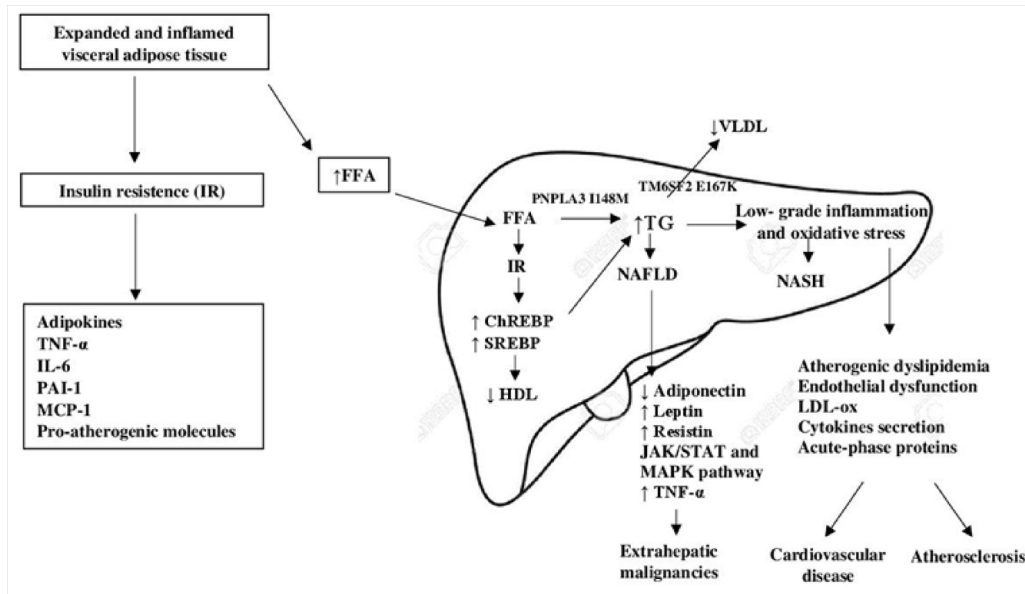 Expanded and inflamed
visceral adipose tissue
Insulin resistence (IR)
Adipokines
TNF-α
IL-6
PAI-1
MCP-1
Pro-atherogenic molecules
↑FFA
FFA
IR
↑ ChREBP
↑ SREBP
↓ HDL
PNPLA3 I148M
TM6SF2 E167K
↓VLDL
↑TG
NAFLD
↓ Adiponectin
↑ Leptin
↑ Resistin
JAK/STAT and
MAPK pathway
↑ TNF-α
Extrahepatic
malignancies
Low- grade inflammation
and oxidative stress
NASH
Atherogenic dyslipidemia
Endothelial dysfunction
LDL-ox
Cytokines secretion
Acute-phase proteins
Cardiovascular
disease
Atherosclerosis